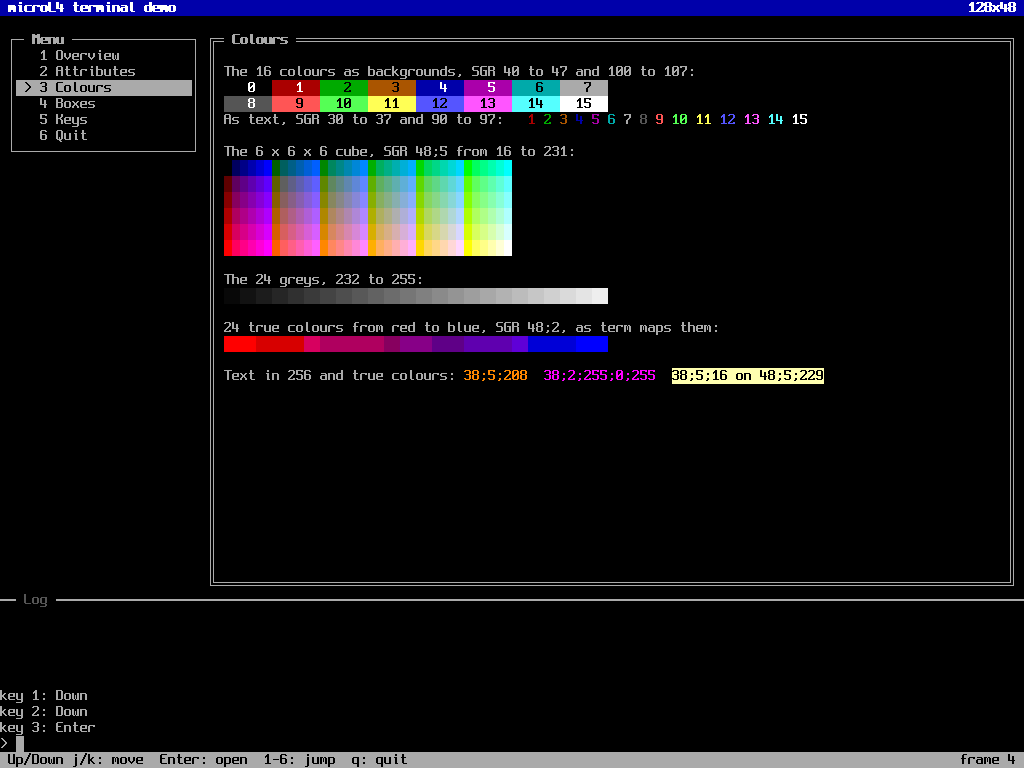 microL4 terminal demo 128x48
Menu
1 Overview
2 Attributes
> 3 Colours
4 Boxes
5 Keys
6 Quit
Colours
The 16 colours as backgrounds, SGR 40 to 47 and 100 to 107:
0 1 2 3 4 5 6 7
8 9 10 11 12 13 14 15
As text, SGR 30 to 37 and 90 to 97: 1 2 3 4 5 6 7 8 9 10 11 12 13 14 15
The 6 x 6 x 6 cube, SGR 48;5 from 16 to 231:
The 24 greys, 232 to 255:
24 true colours from red to blue, SGR 48;2, as term maps them:
Text in 256 and true colours: 38;5;208 38;2;255;0;255 38;5;16 on 48;5;229
Log
key 1: Down
key 2: Down
key 3: Enter
>
Up/Down j/k: move Enter: open 1-6: jump q: quit frame 4